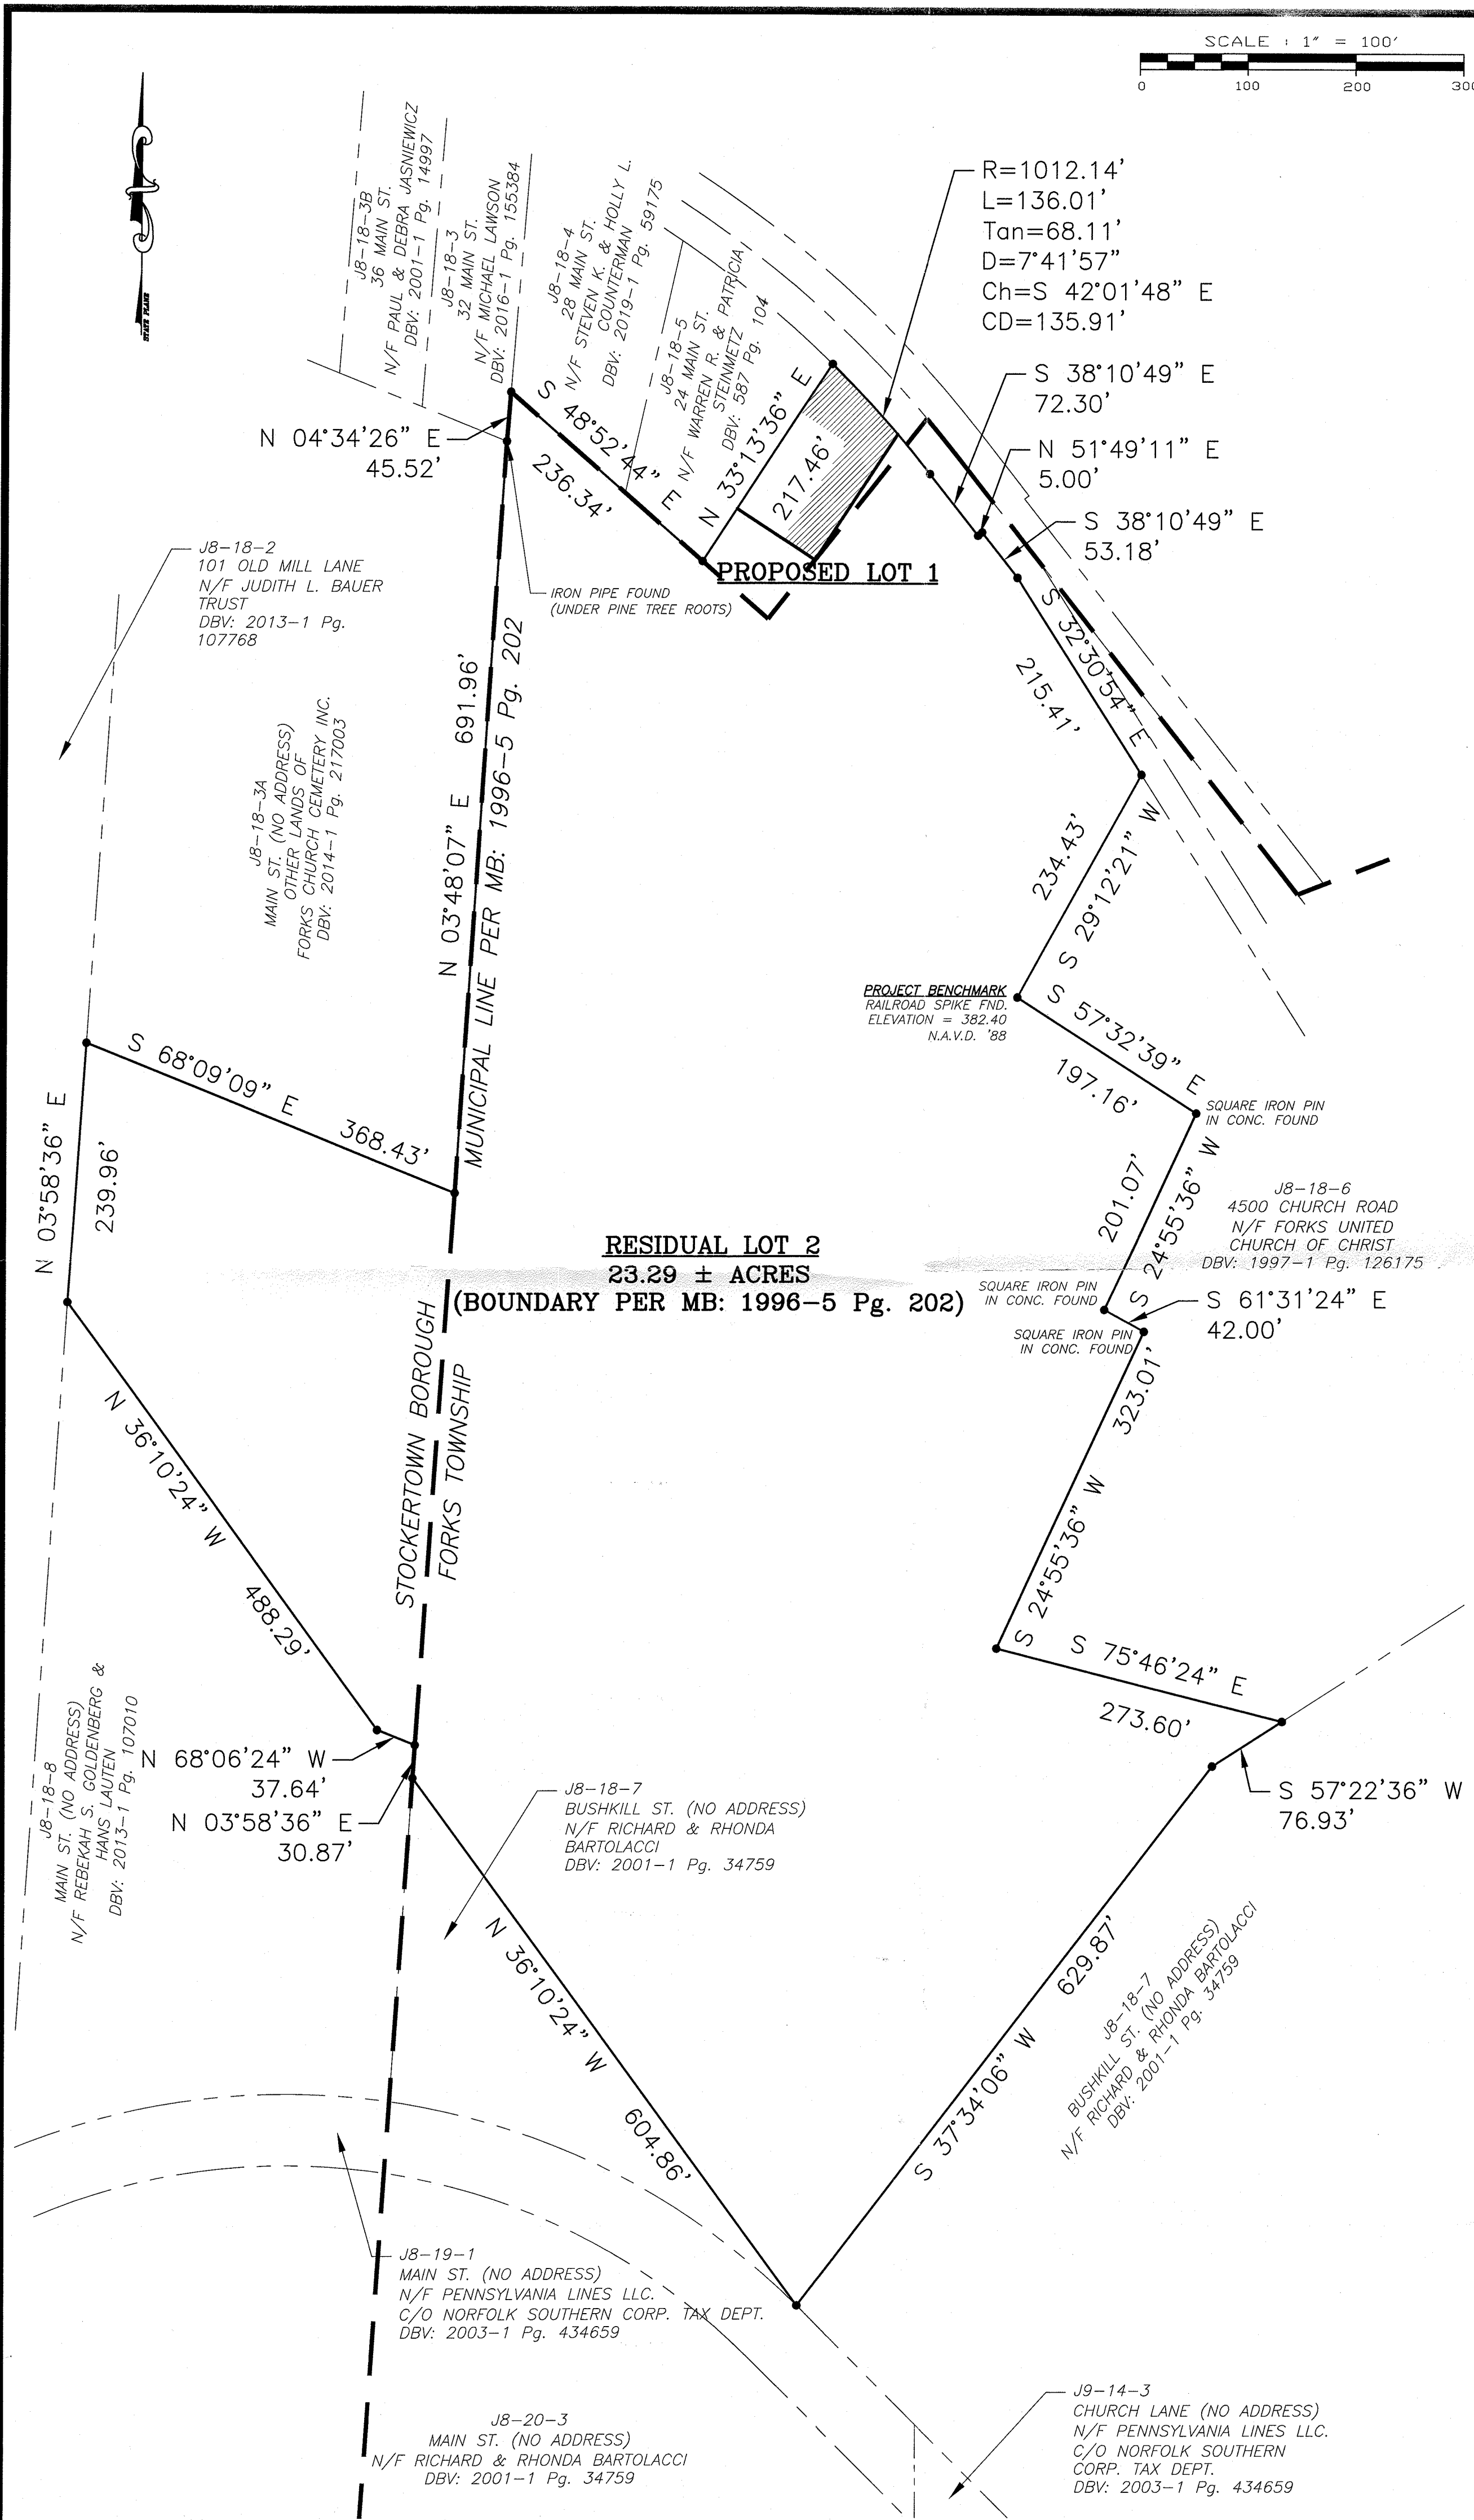 SCALE : 1" = 100'
0 100 200 300
STATE PLANE
J8-18-3B
36 MAIN ST.
N/F PAUL & DEBRA JASNIEWICZ
DBV: 2001-1 Pg. 14997
J8-18-3
32 MAIN ST.
N/F MICHAEL LAWSON
DBV: 2016-1 Pg. 155384
J8-18-4
28 MAIN ST.
N/F STEVEN K. & HOLLY L.
COUNTERMAN
DBV: 2019-1 Pg. 59175
J8-18-5
24 MAIN ST.
N/F WARREN R. & PATRICIA
STEINMETZ
DBV: 587 Pg. 104
R=1012.14'
L=136.01'
Tan=68.11'
D=7°41'57"
Ch=S 42°01'48" E
CD=135.91'
S 38°10'49" E
72.30'
N 51°49'11" E
5.00'
S 38°10'49" E
53.18'
N 04°34'26" E
45.52'
S 48°52'44" E
236.34'
N 33°13'36" E
217.46'
PROPOSED LOT 1
IRON PIPE FOUND
(UNDER PINE TREE ROOTS)
J8-18-2
101 OLD MILL LANE
N/F JUDITH L. BAUER
TRUST
DBV: 2013-1 Pg.
107768
S 32°30'54" E
215.41'
J8-18-3A
MAIN ST. (NO ADDRESS)
OTHER LANDS OF
FORKS CHURCH CEMETERY INC.
DBV: 2014-1 Pg. 217003
N 03°48'07" E 691.96'
MUNICIPAL LINE PER MB: 1996-5 Pg. 202
234.43'
S 29°12'21" W
PROJECT BENCHMARK
RAILROAD SPIKE FND.
ELEVATION = 382.40
N.A.V.D. '88
S 57°32'39" E
197.16'
SQUARE IRON PIN
IN CONC. FOUND
S 68°09'09" E 368.43'
N 03°58'36" E
239.96'
201.07'
S 24°55'36" W
J8-18-6
4500 CHURCH ROAD
N/F FORKS UNITED
CHURCH OF CHRIST
DBV: 1997-1 Pg. 126175
RESIDUAL LOT 2
23.29 ± ACRES
(BOUNDARY PER MB: 1996-5 Pg. 202)
SQUARE IRON PIN
IN CONC. FOUND
S 61°31'24" E
42.00'
SQUARE IRON PIN
IN CONC. FOUND
STOCKERTOWN BOROUGH
FORKS TOWNSHIP
N 36°10'24" W 488.29'
S 24°55'36" W 323.01'
S 75°46'24" E
273.60'
J8-18-8
MAIN ST. (NO ADDRESS)
N/F REBEKAH S. GOLDENBERG &
HANS LAUTEN
DBV: 2013-1 Pg. 107010
N 68°06'24" W
37.64'
N 03°58'36" E
30.87'
J8-18-7
BUSHKILL ST. (NO ADDRESS)
N/F RICHARD & RHONDA
BARTOLACCI
DBV: 2001-1 Pg. 34759
S 57°22'36" W
76.93'
N 36°10'24" W 604.86'
S 37°34'06" W 629.87'
J8-18-7
BUSHKILL ST. (NO ADDRESS)
N/F RICHARD & RHONDA BARTOLACCI
DBV: 2001-1 Pg. 34759
J8-19-1
MAIN ST. (NO ADDRESS)
N/F PENNSYLVANIA LINES LLC.
C/O NORFOLK SOUTHERN CORP. TAX DEPT.
DBV: 2003-1 Pg. 434659
J8-20-3
MAIN ST. (NO ADDRESS)
N/F RICHARD & RHONDA BARTOLACCI
DBV: 2001-1 Pg. 34759
J9-14-3
CHURCH LANE (NO ADDRESS)
N/F PENNSYLVANIA LINES LLC.
C/O NORFOLK SOUTHERN
CORP. TAX DEPT.
DBV: 2003-1 Pg. 434659